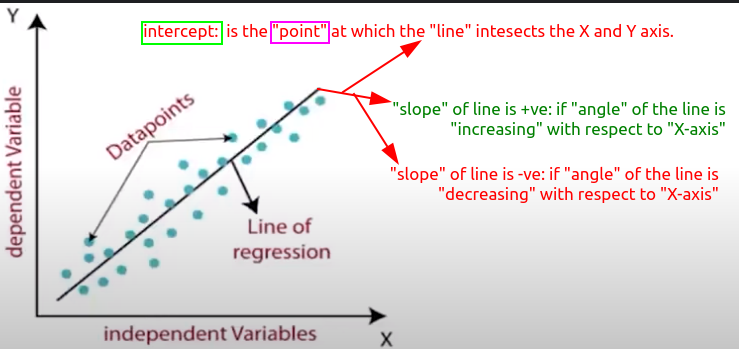 Y
intercept: is the "point" at which the "line" intesects the X and Y axis.
dependent Variable
Datapoints
"slope" of line is +ve: if "angle" of the line is
"increasing" with respect to "X-axis"
"slope" of line is -ve: if "angle" of the line is
"decreasing" with respect to "X-axis"
Line of
regression
independent Variables
X